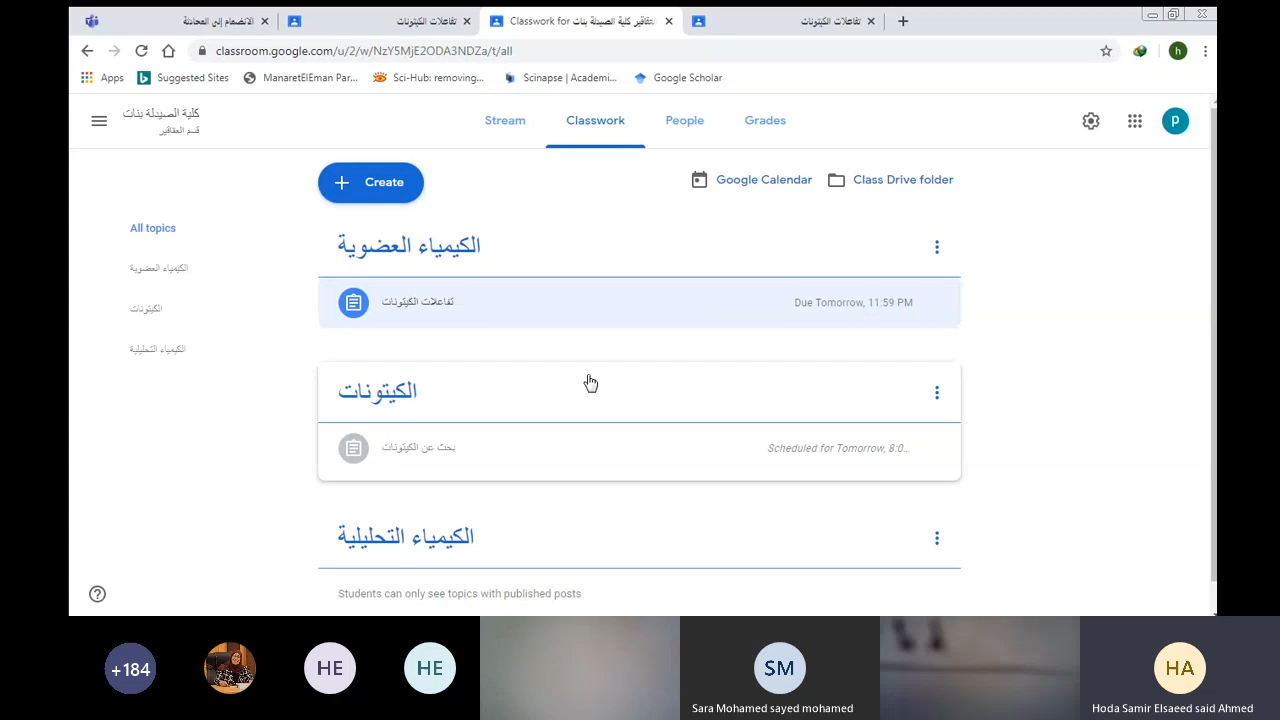 الانضمام إلى المحادثة
تفاعلات الكيتونات
Classwork for التقافير كلية الصيدلة بنات
تفاعلات الكيتونات
classroom.google.com/u/2/w/NzY5MjE2ODA3NDZa/t/all
h
Apps
Suggested Sites
ManaretElEman Par...
Sci-Hub: removing...
Scinapse | Academi...
Google Scholar
كلية الصيدلة بنات
قسم العقاقير
Stream
Classwork
People
Grades
p
Create
Google Calendar
Class Drive folder
All topics
الكيمياء العضوية
الكيتونات
الكيمياء التحليلية
الكيمياء العضوية
تفاعلات الكيتونات
Due Tomorrow, 11:59 PM
الكيتونات
بحث عن الكيتونات
Scheduled for Tomorrow, 8:0...
الكيمياء التحليلية
Students can only see topics with published posts
+184
HE
HE
SM
Sara Mohamed sayed mohamed
HA
Hoda Samir Elsaeed said Ahmed